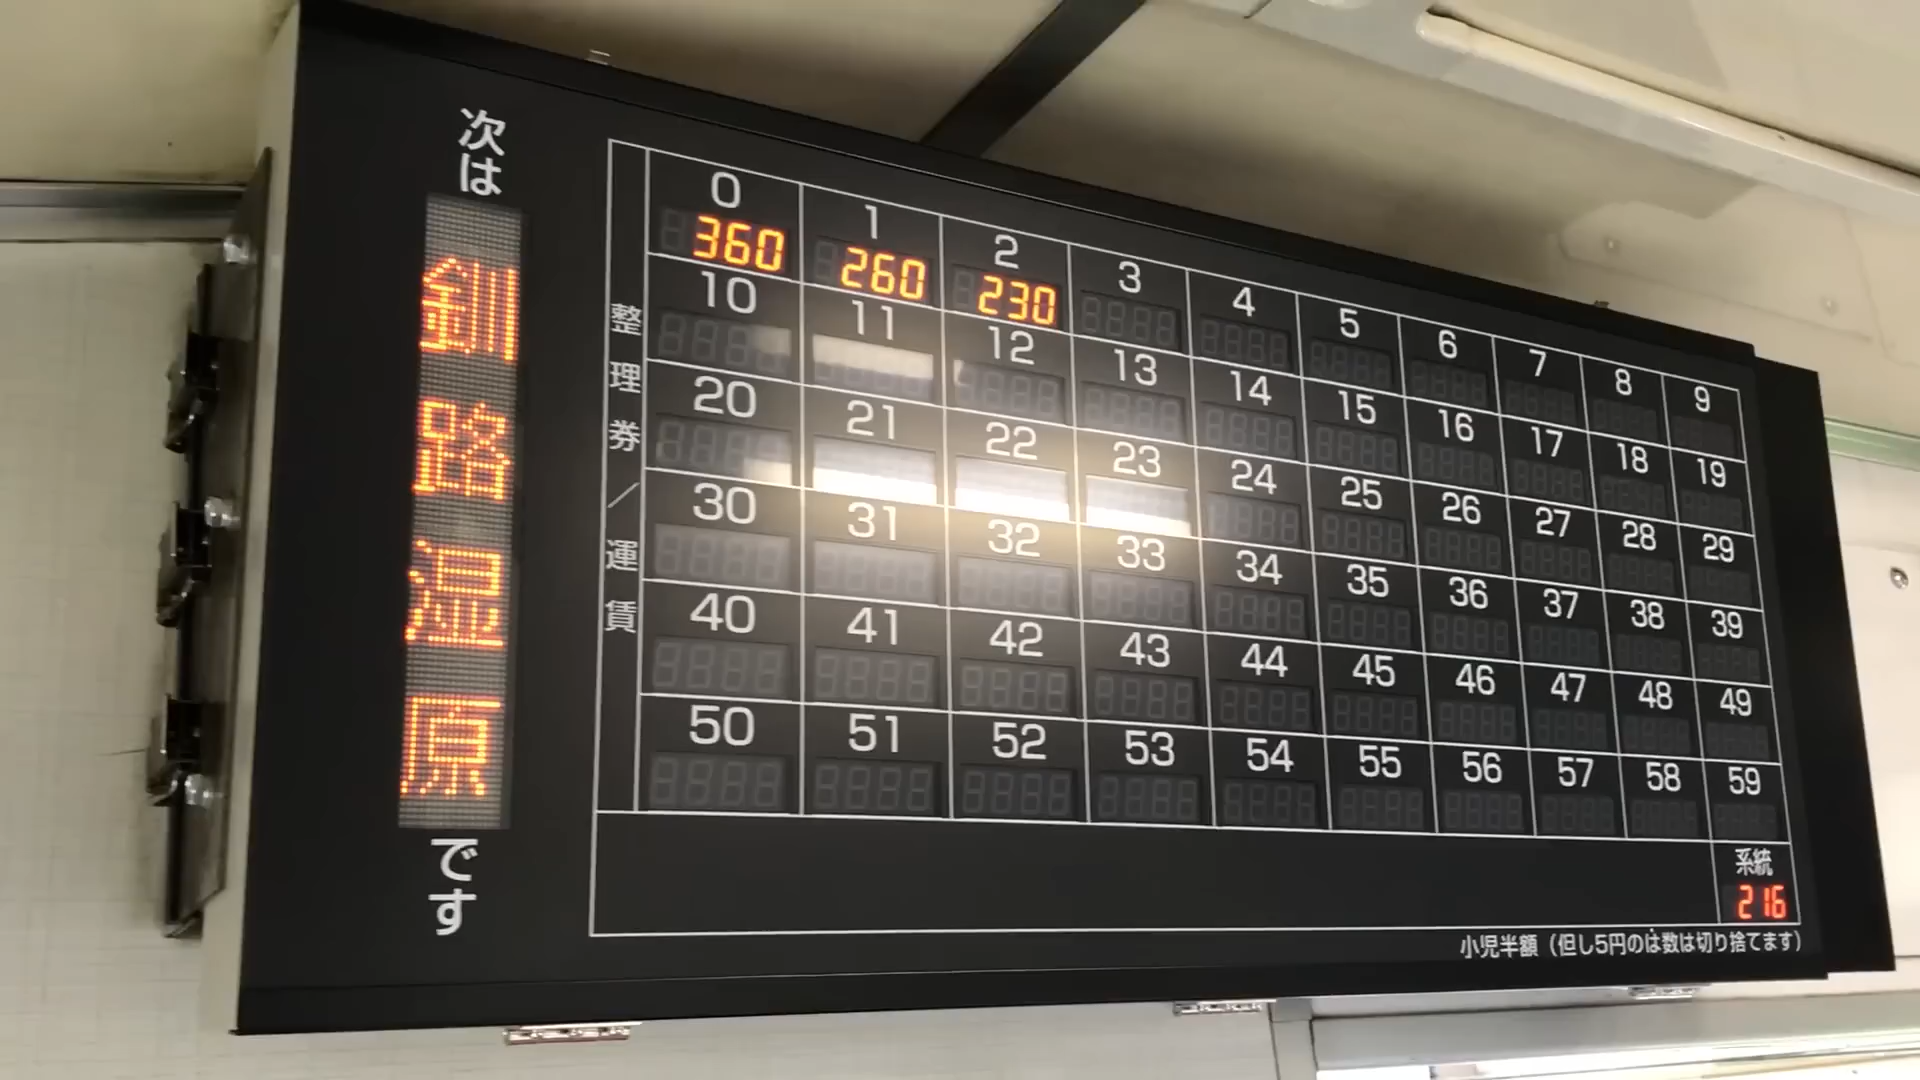 次は
釧路湿原
です
整理券／運賃
0 1 2 3 4 5 6 7 8 9
360 260 230
10 11 12 13 14 15 16 17 18 19
20 21 22 23 24 25 26 27 28 29
30 31 32 33 34 35 36 37 38 39
40 41 42 43 44 45 46 47 48 49
50 51 52 53 54 55 56 57 58 59
系統
216
小児半額（但し5円のは数は切り捨てます）